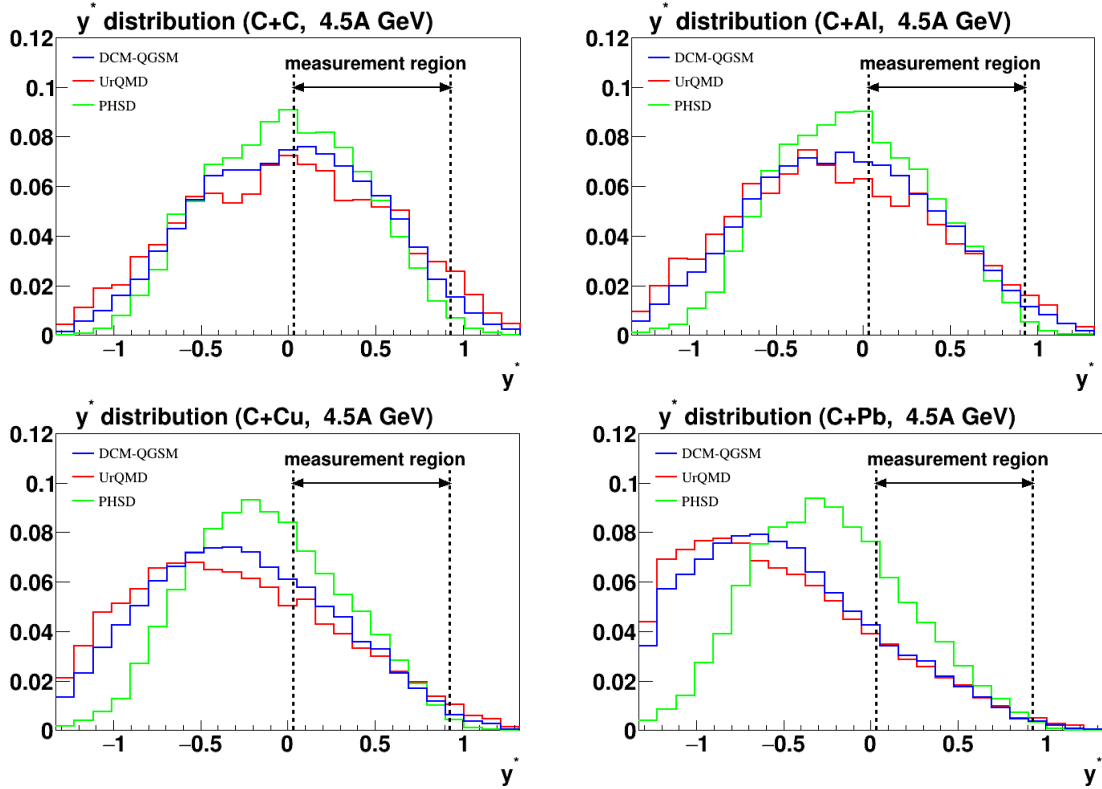 y* distribution (C+C, 4.5A GeV)
0.12
0.1
0.08
0.06
0.04
0.02
0
DCM-QGSM
UrQMD
PHSD
measurement region
−1 −0.5 0 0.5 1
y*
y* distribution (C+Al, 4.5A GeV)
0.12
0.1
0.08
0.06
0.04
0.02
0
DCM-QGSM
UrQMD
PHSD
measurement region
−1 −0.5 0 0.5 1
y*
y* distribution (C+Cu, 4.5A GeV)
0.12
0.1
0.08
0.06
0.04
0.02
0
DCM-QGSM
UrQMD
PHSD
measurement region
−1 −0.5 0 0.5 1
y*
y* distribution (C+Pb, 4.5A GeV)
0.12
0.1
0.08
0.06
0.04
0.02
0
DCM-QGSM
UrQMD
PHSD
measurement region
−1 −0.5 0 0.5 1
y*